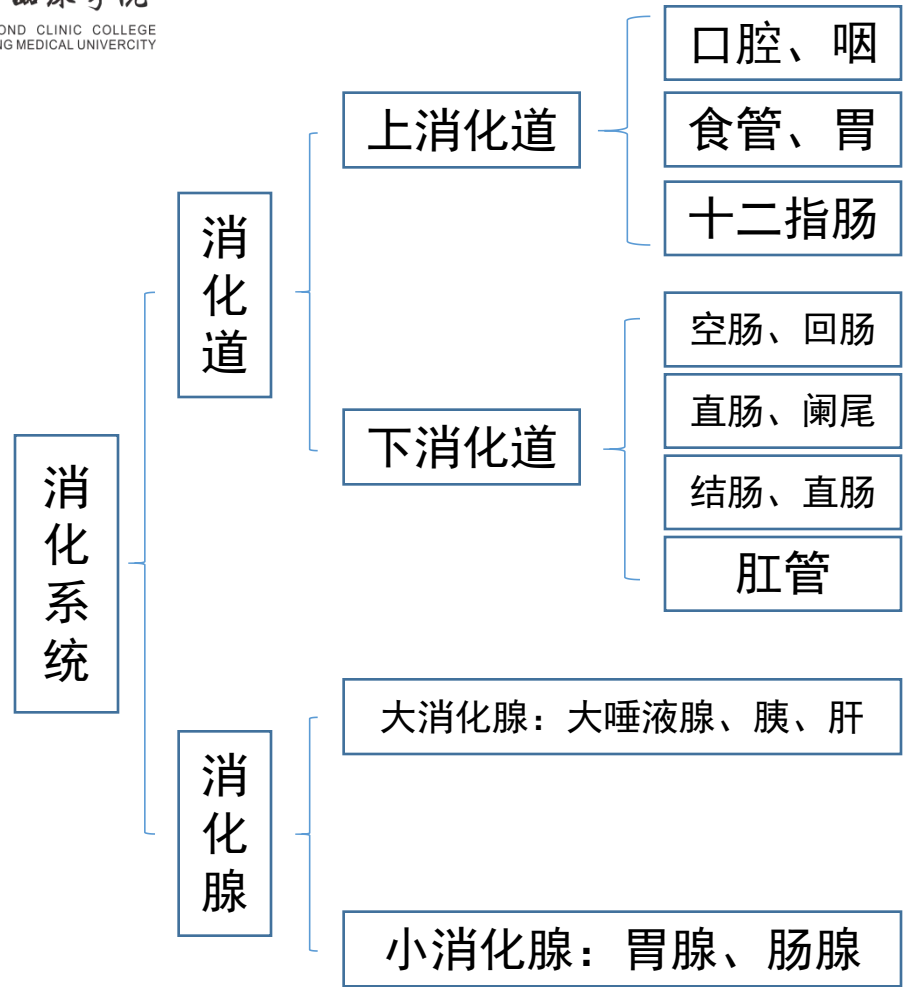 OND CLINIC COLLEGE
NG MEDICAL UNIVERCITY
消化系统
消化道
上消化道
口腔、咽
食管、胃
十二指肠
下消化道
空肠、回肠
直肠、阑尾
结肠、直肠
肛管
消化腺
大消化腺：大唾液腺、胰、肝
小消化腺：胃腺、肠腺